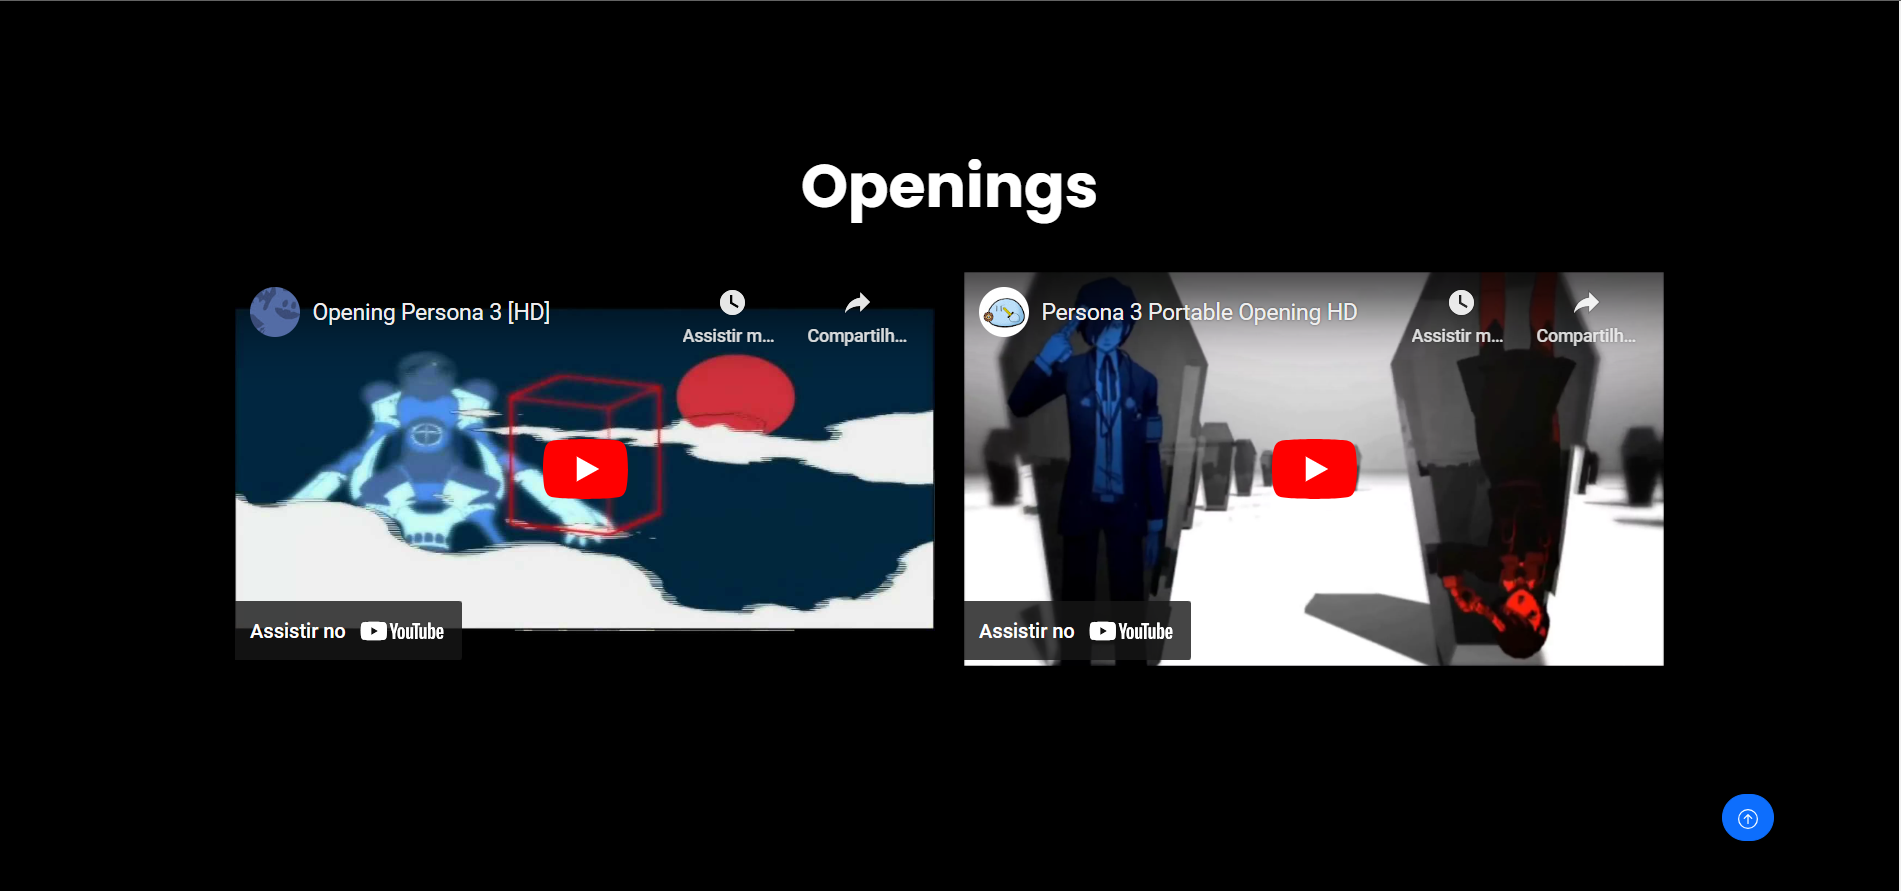 Openings
Opening Persona 3 [HD]
Assistir m...
Compartilh...
Persona 3 Portable Opening HD
Assistir m...
Compartilh...
Assistir no YouTube
Assistir no YouTube